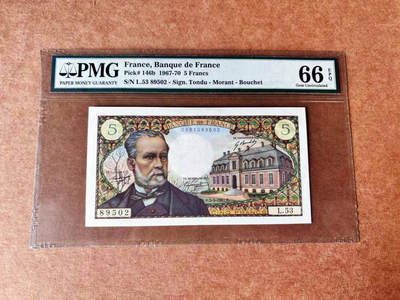 PMG
PAPER MONEY GUARANTY
France, Banque de France
Pick# 146b 1967-70 5 Francs
S/N L.53 89502 - Sign. Tondu - Morant - Bouchet
66 EPQ
Gem Uncirculated
5
BANQUE DE FRANCE
5
89502
L.53